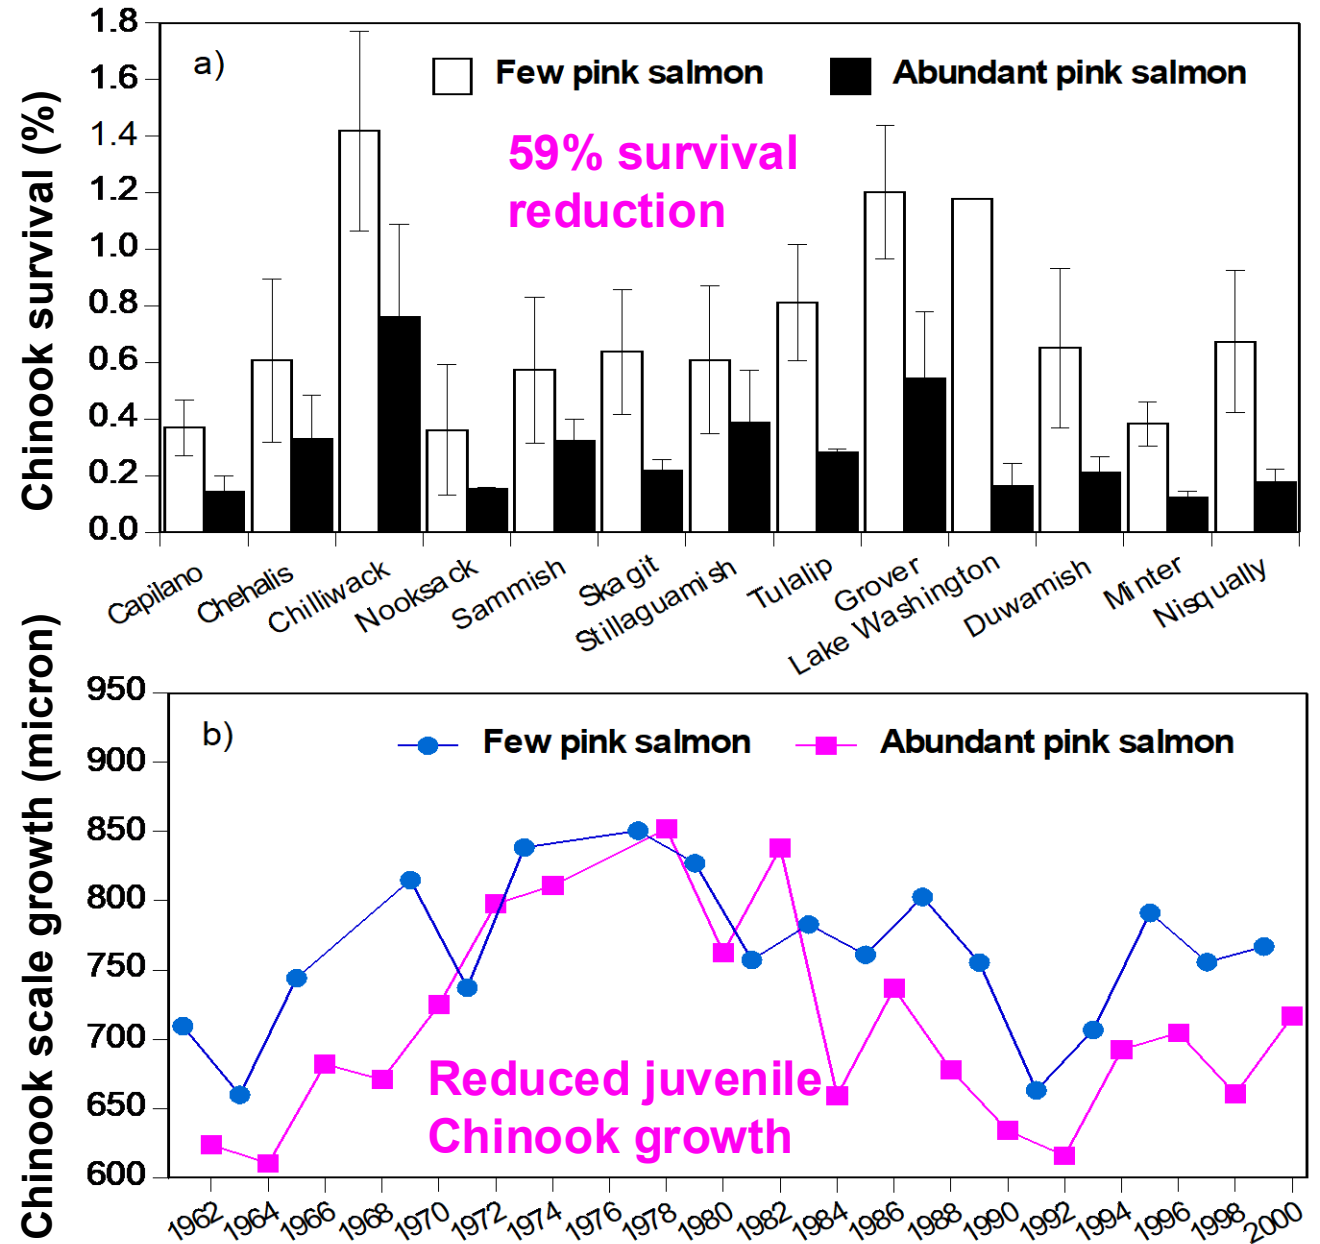 Chinook survival (%)
1.8
1.6
1.4
1.2
1.0
0.8
0.6
0.4
0.2
0.0
a)
Few pink salmon
Abundant pink salmon
59% survival
reduction
Capilano
Chehalis
Chilliwack
Nooksack
Sammish
Skagit
Stillaguamish
Tulalip
Grover
Lake Washington
Duwamish
Minter
Nisqually
Chinook scale growth (micron)
950
900
850
800
750
700
650
600
b)
Few pink salmon
Abundant pink salmon
Reduced juvenile
Chinook growth
1962
1964
1966
1968
1970
1972
1974
1976
1978
1980
1982
1984
1986
1988
1990
1992
1994
1996
1998
2000